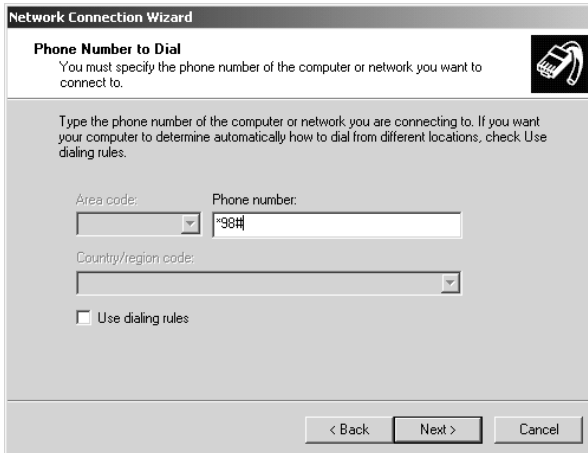 Network Connection Wizard
Phone Number to Dial
You must specify the phone number of the computer or network you want to
connect to.
Type the phone number of the computer or network you are connecting to. If you want
your computer to determine automatically how to dial from different locations, check Use
dialing rules.
Area code:
Phone number:
*98#
Country/region code:
Use dialing rules
< Back
Next >
Cancel